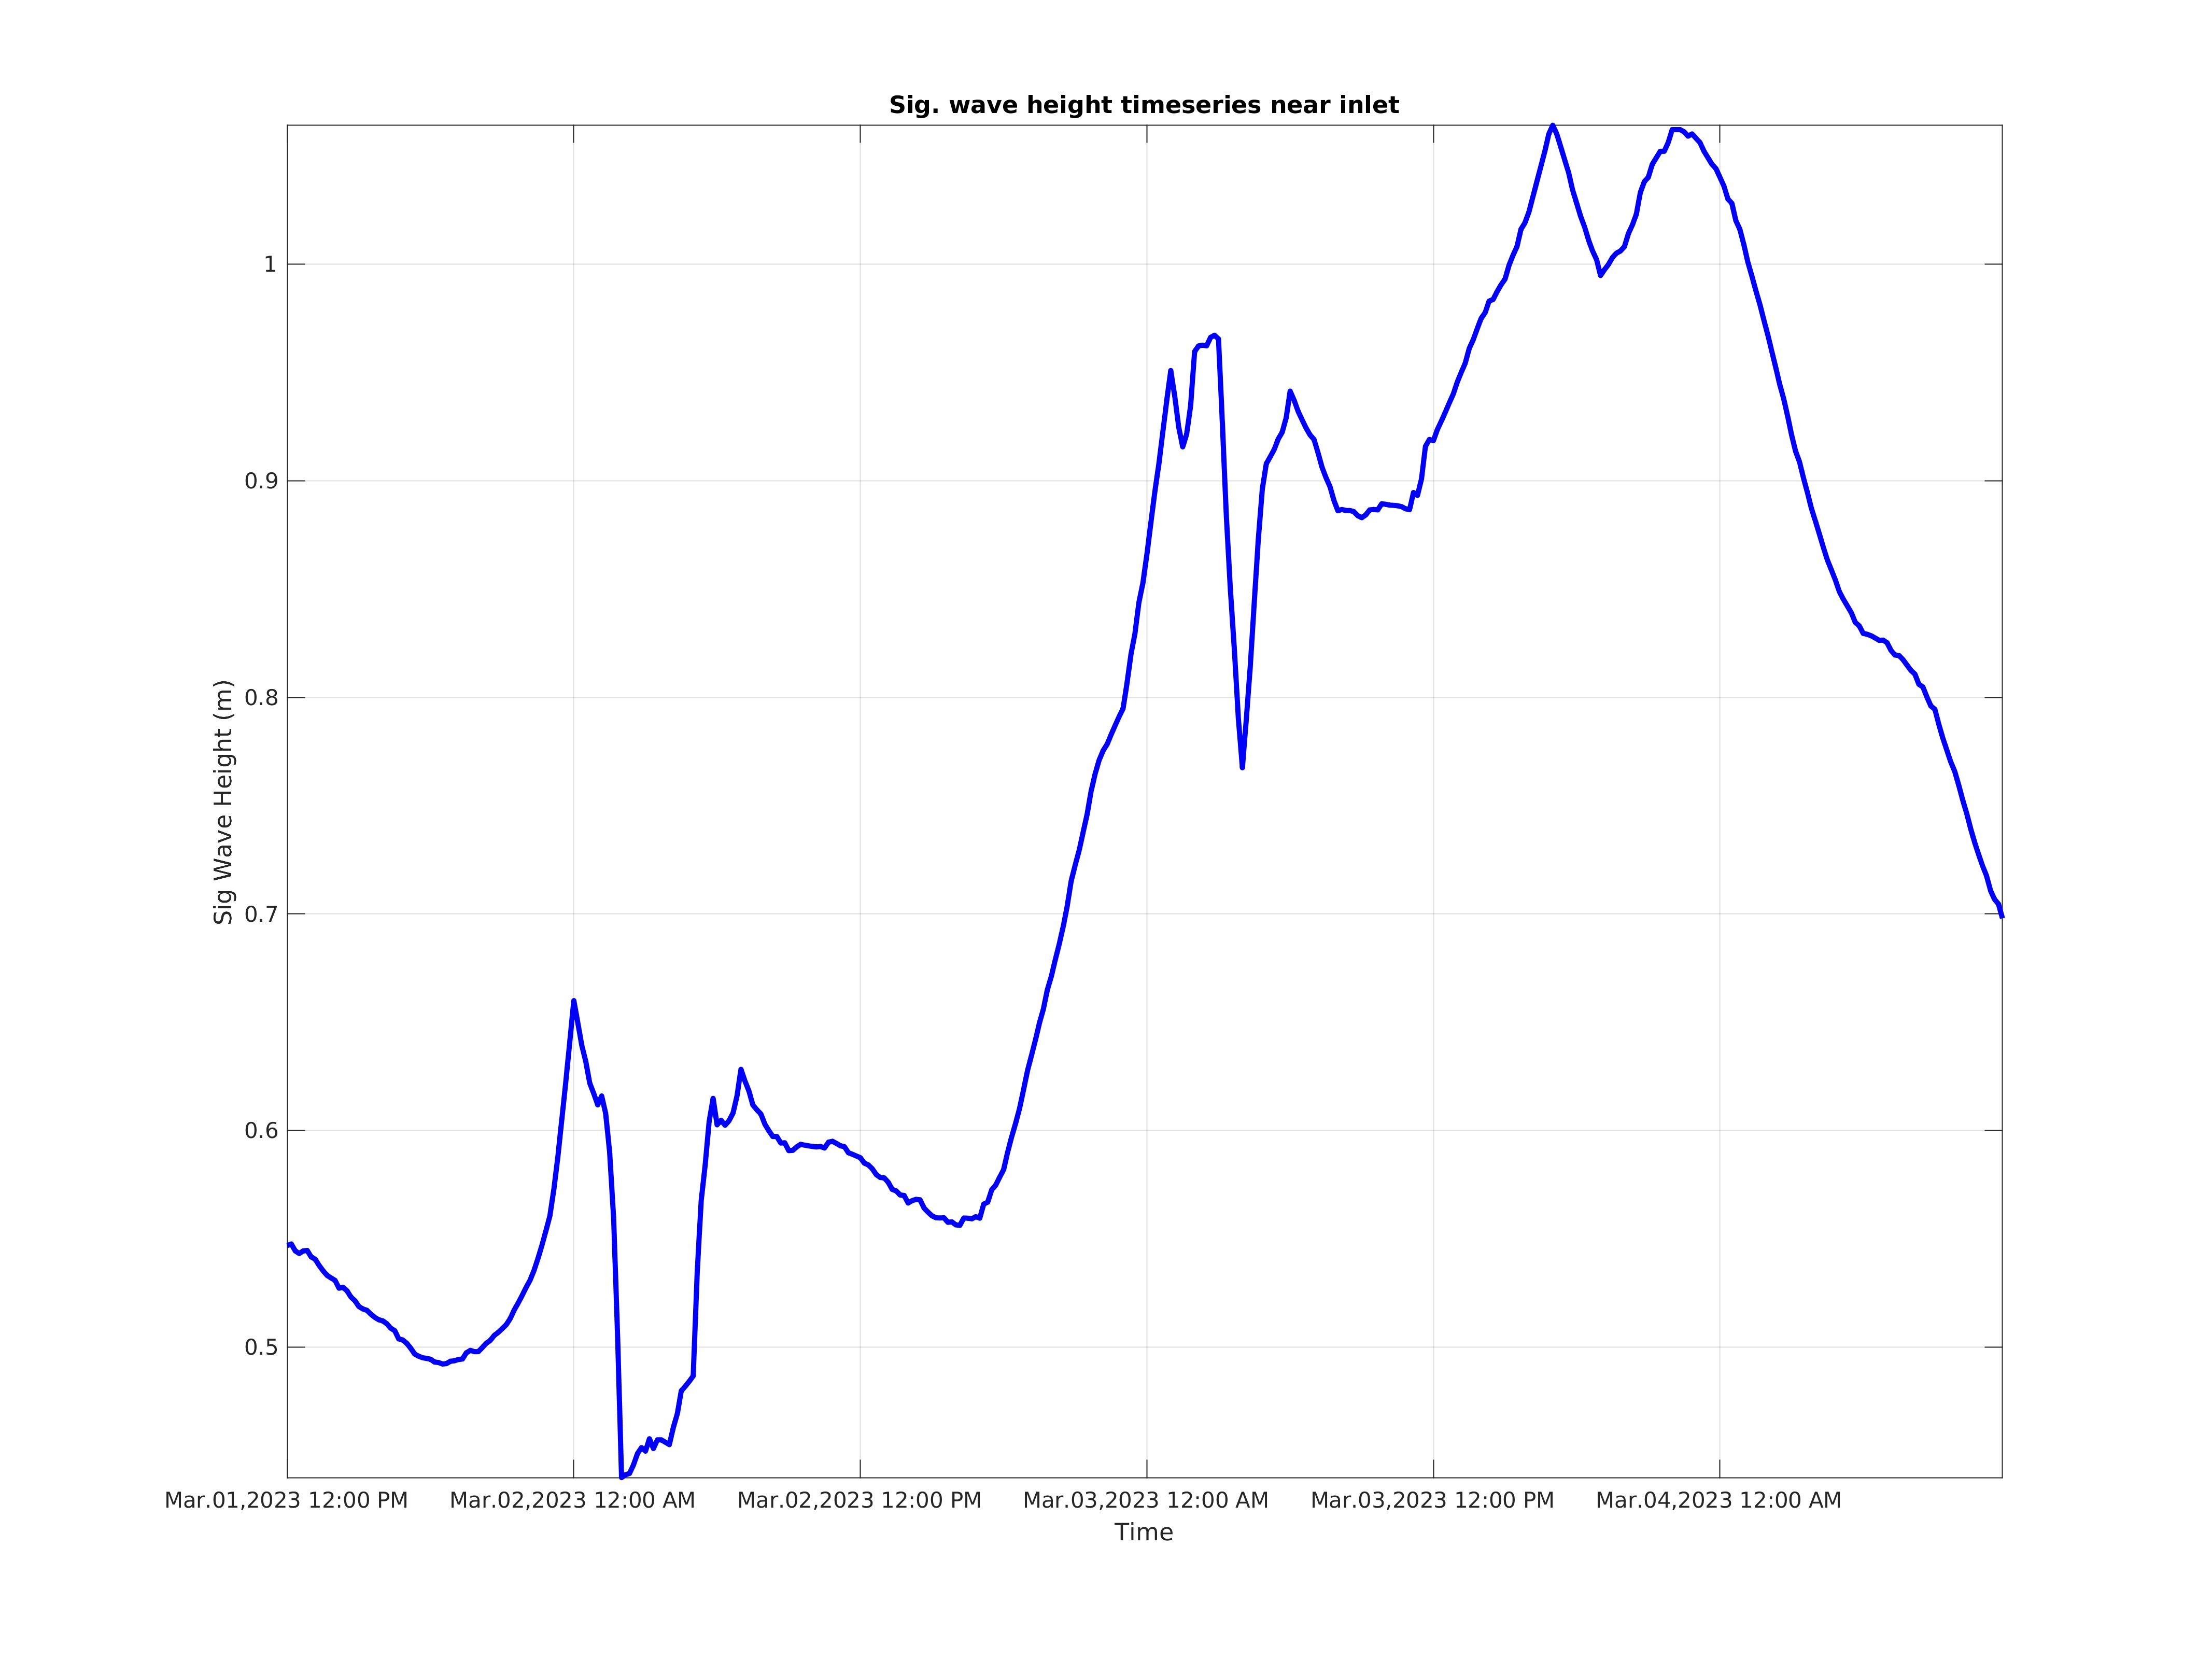 Sig. wave height timeseries near inlet
Sig Wave Height (m)
1
0.9
0.8
0.7
0.6
0.5
Mar.01,2023 12:00 PM
Mar.02,2023 12:00 AM
Mar.02,2023 12:00 PM
Mar.03,2023 12:00 AM
Mar.03,2023 12:00 PM
Mar.04,2023 12:00 AM
Time